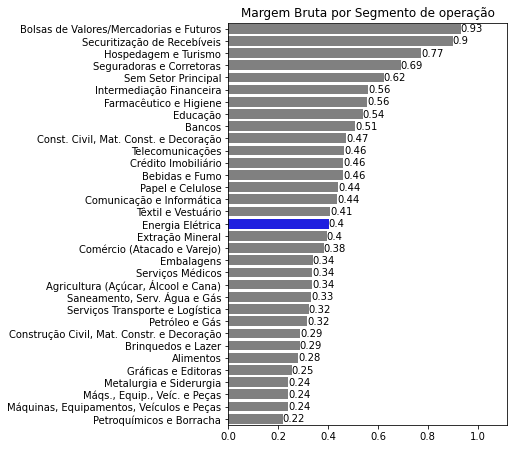 Margem Bruta por Segmento de operação
Bolsas de Valores/Mercadorias e Futuros 0.93
Securitização de Recebíveis 0.9
Hospedagem e Turismo 0.77
Seguradoras e Corretoras 0.69
Sem Setor Principal 0.62
Intermediação Financeira 0.56
Farmacêutico e Higiene 0.56
Educação 0.54
Bancos 0.51
Const. Civil, Mat. Const. e Decoração 0.47
Telecomunicações 0.46
Crédito Imobiliário 0.46
Bebidas e Fumo 0.46
Papel e Celulose 0.44
Comunicação e Informática 0.44
Têxtil e Vestuário 0.41
Energia Elétrica 0.4
Extração Mineral 0.4
Comércio (Atacado e Varejo) 0.38
Embalagens 0.34
Serviços Médicos 0.34
Agricultura (Açúcar, Álcool e Cana) 0.34
Saneamento, Serv. Água e Gás 0.33
Serviços Transporte e Logística 0.32
Petróleo e Gás 0.32
Construção Civil, Mat. Constr. e Decoração 0.29
Brinquedos e Lazer 0.29
Alimentos 0.28
Gráficas e Editoras 0.25
Metalurgia e Siderurgia 0.24
Máqs., Equip., Veíc. e Peças 0.24
Máquinas, Equipamentos, Veículos e Peças 0.24
Petroquímicos e Borracha 0.22
0.0 0.2 0.4 0.6 0.8 1.0